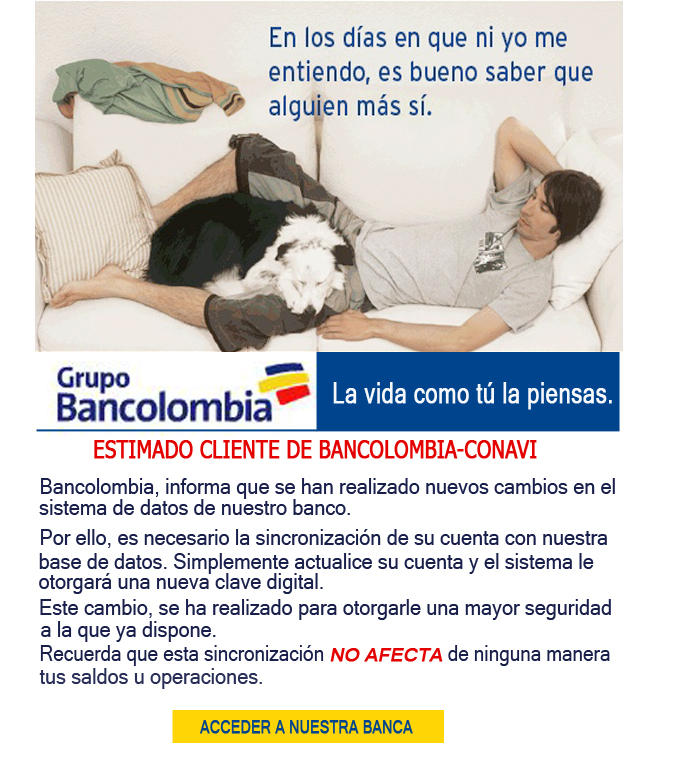 En los días en que ni yo me
entiendo, es bueno saber que
alguien más sí.
Grupo
Bancolombia
La vida como tú la piensas.
ESTIMADO CLIENTE DE BANCOLOMBIA-CONAVI
Bancolombia, informa que se han realizado nuevos cambios en el
sistema de datos de nuestro banco.
Por ello, es necesario la sincronización de su cuenta con nuestra
base de datos. Simplemente actualice su cuenta y el sistema le
otorgará una nueva clave digital.
Este cambio, se ha realizado para otorgarle una mayor seguridad
a la que ya dispone.
Recuerda que esta sincronización NO AFECTA de ninguna manera
tus saldos u operaciones.
ACCEDER A NUESTRA BANCA